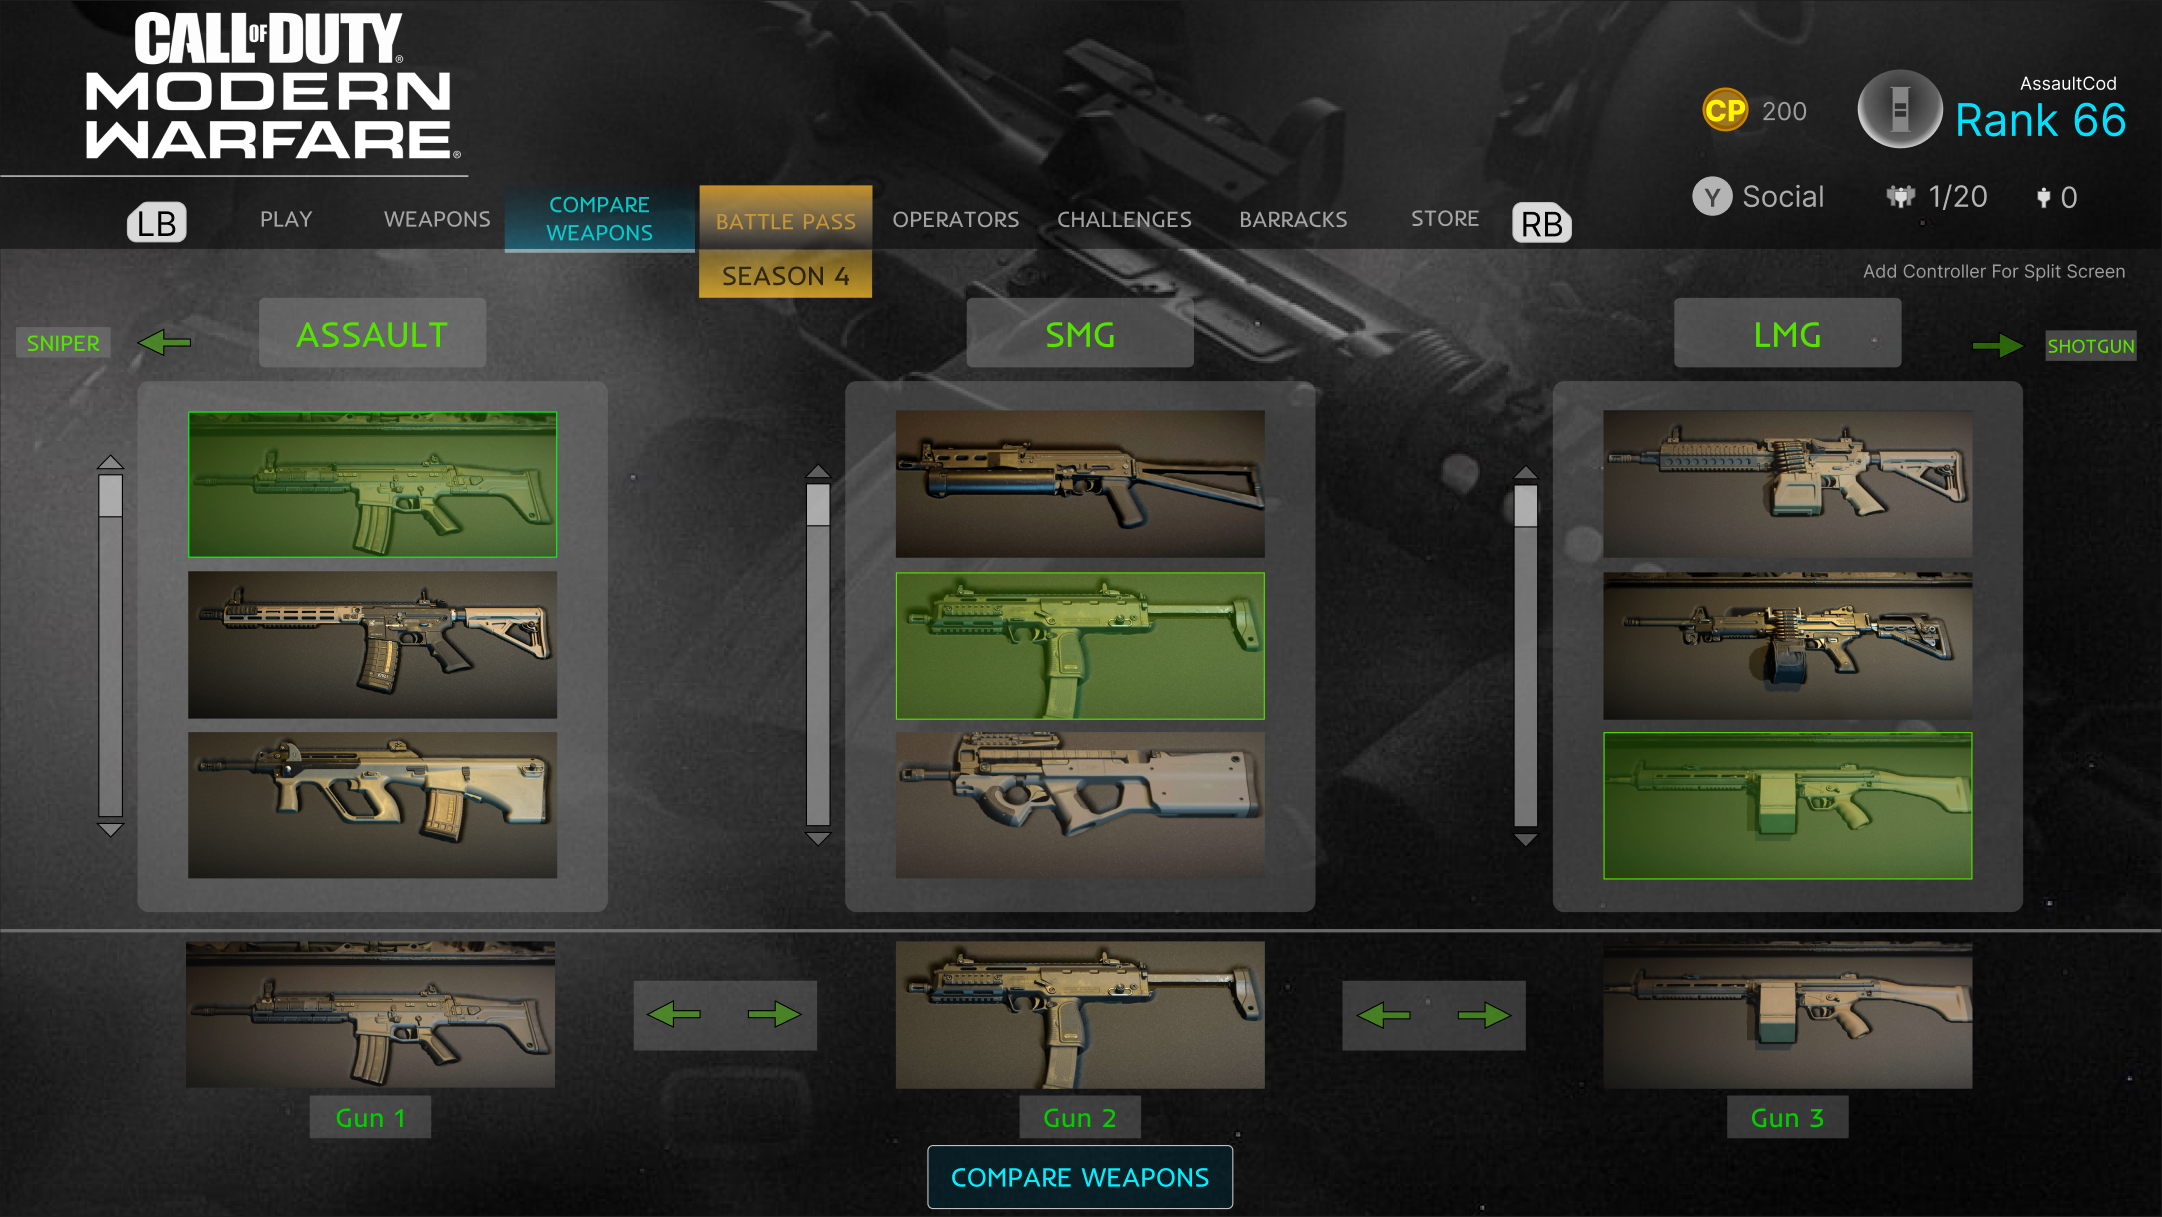 CALL OF DUTY®
MODERN
WARFARE®
CP 200
AssaultCod
Rank 66
Y Social
1/20
0
LB
PLAY
WEAPONS
COMPARE
WEAPONS
BATTLE PASS
SEASON 4
OPERATORS
CHALLENGES
BARRACKS
STORE
RB
Add Controller For Split Screen
SNIPER
ASSAULT
SMG
LMG
SHOTGUN
Gun 1
Gun 2
Gun 3
COMPARE WEAPONS